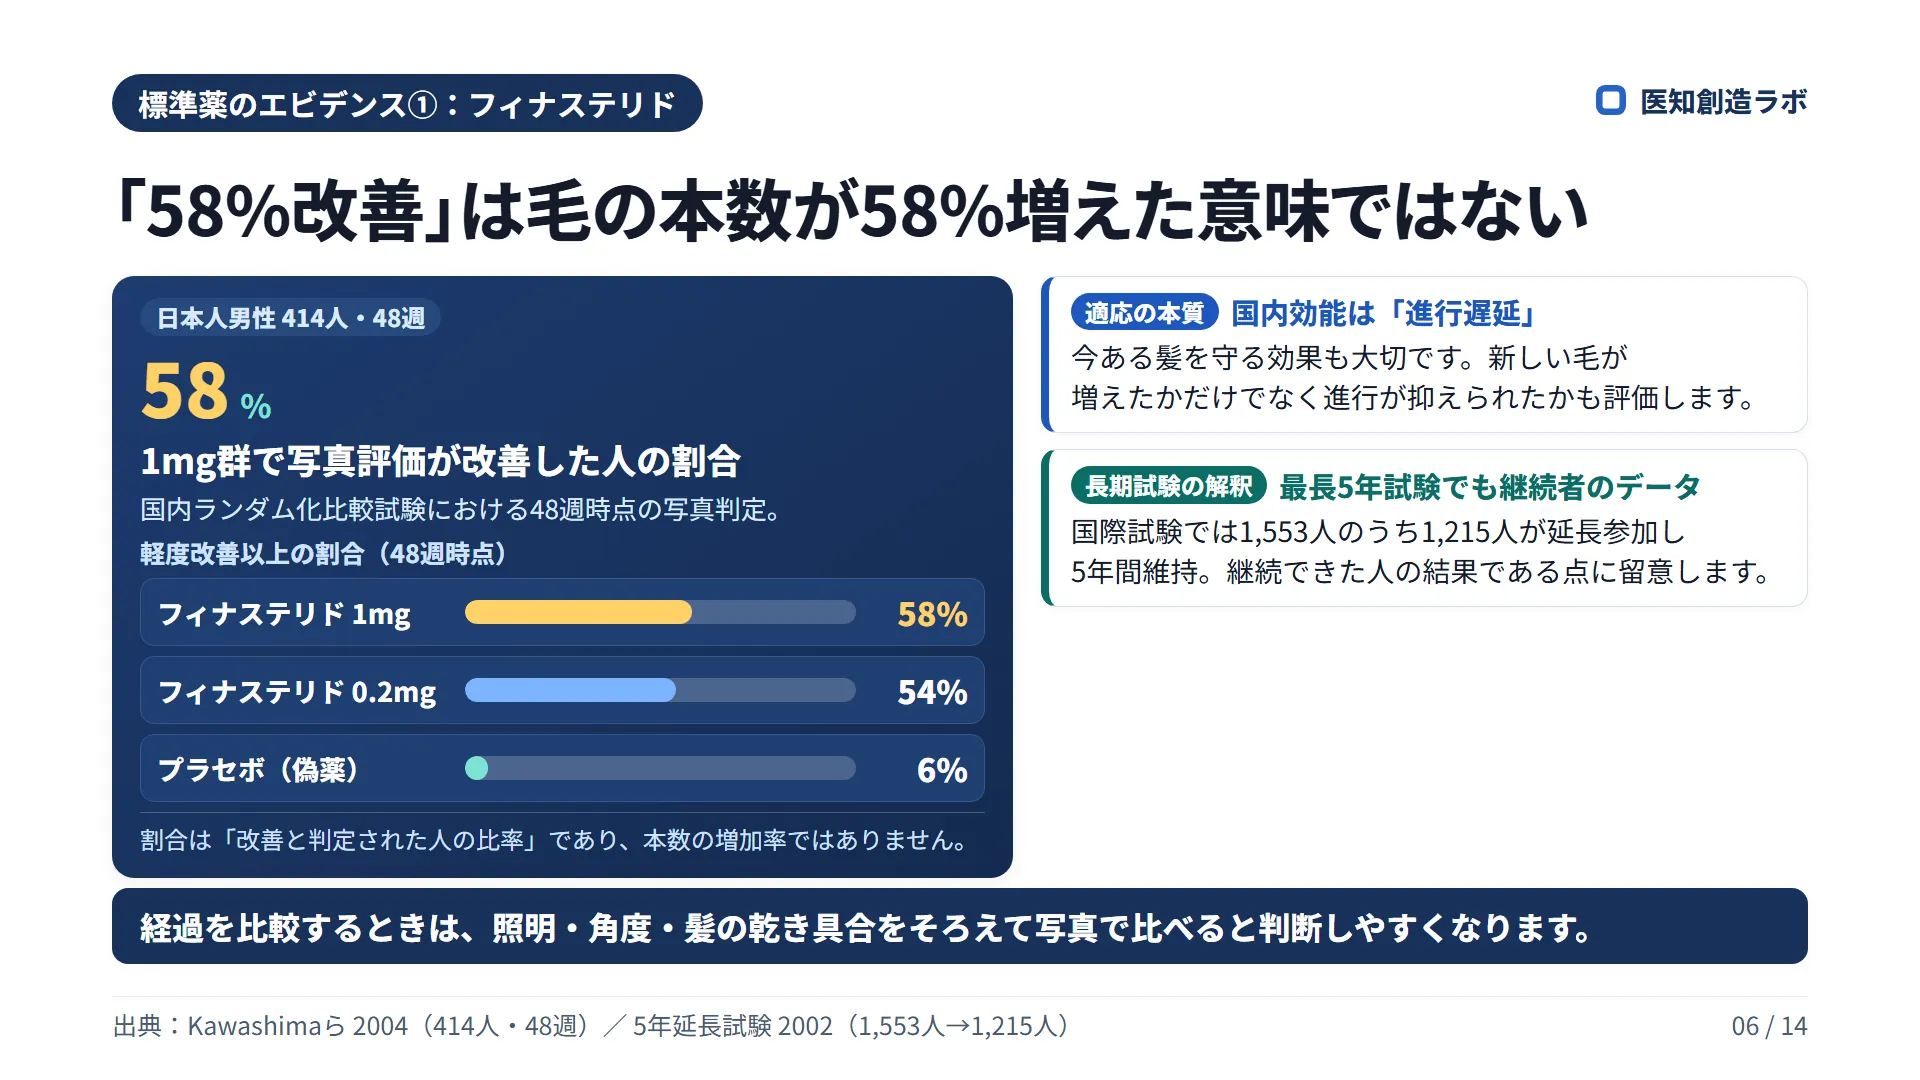 標準薬のエビデンス①：フィナステリド
医知創造ラボ
「58%改善」は毛の本数が58%増えた意味ではない
日本人男性 414人・48週
58 %
1mg群で写真評価が改善した人の割合
国内ランダム化比較試験における48週時点の写真判定。
軽度改善以上の割合（48週時点）
フィナステリド 1mg 58%
フィナステリド 0.2mg 54%
プラセボ（偽薬） 6%
割合は「改善と判定された人の比率」であり、本数の増加率ではありません。
適応の本質 国内効能は「進行遅延」
今ある髪を守る効果も大切です。新しい毛が
増えたかだけでなく進行が抑えられたかも評価します。
長期試験の解釈 最長5年試験でも継続者のデータ
国際試験では1,553人のうち1,215人が延長参加し
5年間維持。継続できた人の結果である点に留意します。
経過を比較するときは、照明・角度・髪の乾き具合をそろえて写真で比べると判断しやすくなります。
出典：Kawashimaら 2004（414人・48週）／ 5年延長試験 2002（1,553人→1,215人）
06 / 14